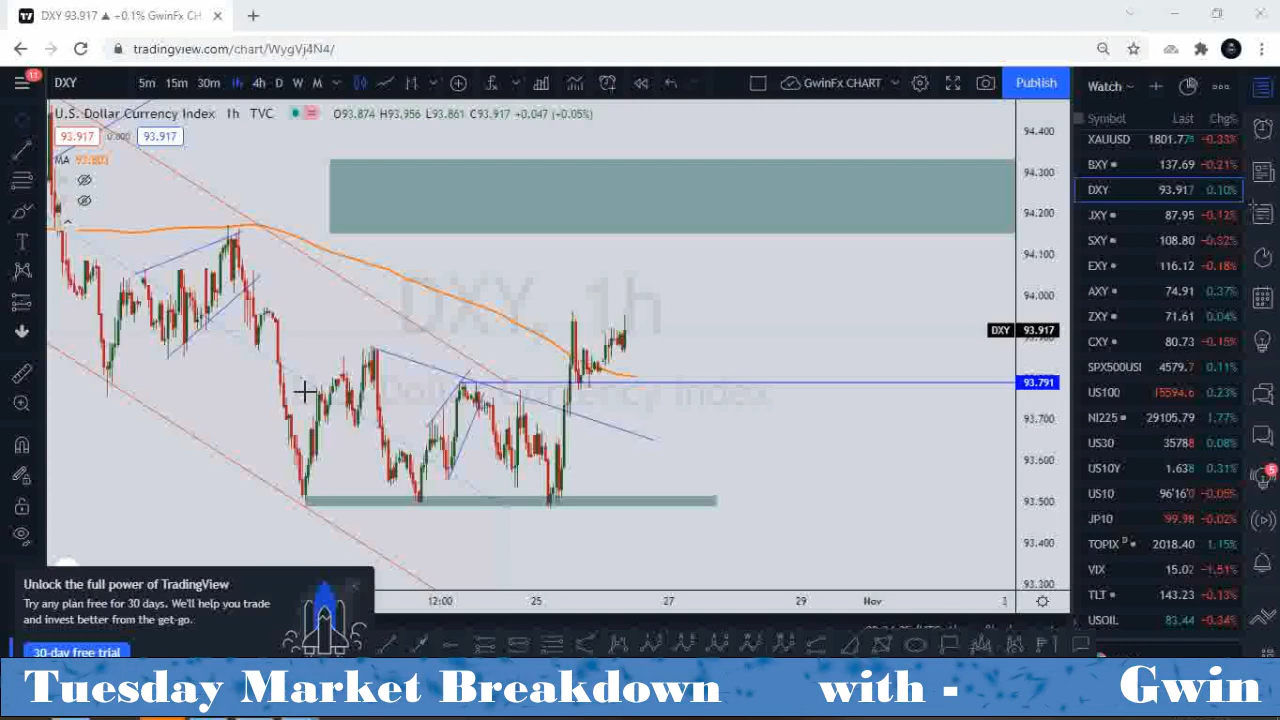 DXY 93.917 ▲ +0.1% GwinFx CH
tradingview.com/chart/WygVj4N4/
11
DXY 5m 15m 30m 1h 4h D W M GwinFx CHART Publish Watch
U.S. Dollar Currency Index 1h TVC O93.874 H93.956 L93.861 C93.917 +0.047 (+0.05%)
93.917 0.000 93.917
MA 93.803
DXY, 1h
U.S. Dollar Currency Index
94.400
94.300
94.200
94.100
94.000
DXY 93.917
93.791
93.700
93.600
93.500
93.400
93.300
12:00 25 27 29 Nov
Symbol Last Chg%
XAUUSD 1801.77 -0.33%
BXY 137.69 -0.21%
DXY 93.917 0.10%
JXY 87.95 -0.12%
SXY 108.80 -0.32%
EXY 116.12 -0.18%
AXY 74.91 0.37%
ZXY 71.61 0.04%
CXY 80.73 -0.15%
SPX500USD 4579.7 0.11%
US100 15594.6 0.23%
NI225 29105.79 1.77%
US30 35788 0.08%
US10Y 1.638 0.31%
US10 96'16'0 -0.05%
JP10 99.98 -0.02%
TOPIX D 2018.40 1.15%
VIX 15.02 -1.51%
TLT 143.23 -0.13%
USOIL 83.44 -0.34%
5
Unlock the full power of TradingView
Try any plan free for 30 days. We'll help you trade
and invest better from the get-go.
30-day free trial
Tuesday Market Breakdown with - Gwin